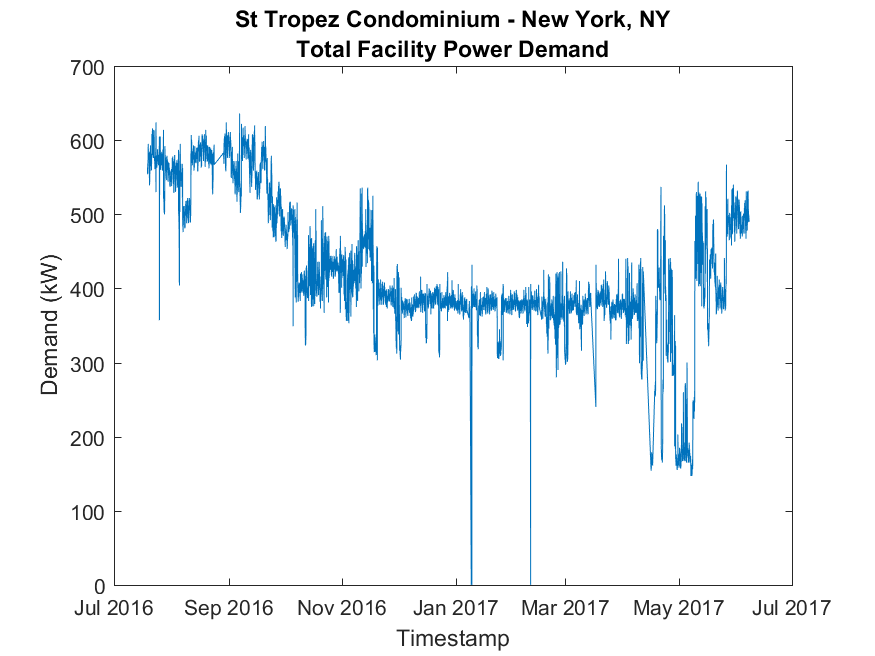 St Tropez Condominium - New York, NY
Total Facility Power Demand
700
600
500
400
300
200
100
0
Demand (kW)
Jul 2016 Sep 2016 Nov 2016 Jan 2017 Mar 2017 May 2017 Jul 2017
Timestamp